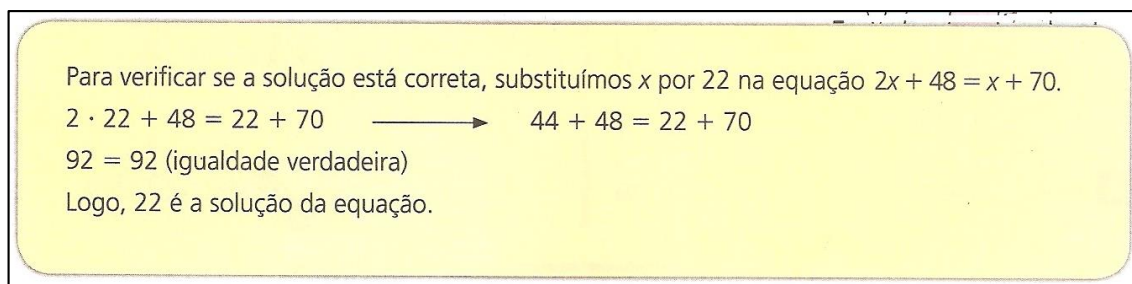 Para verificar se a solução está correta, substituímos x por 22 na equação 2x + 48 = x + 70.
2 · 22 + 48 = 22 + 70 ⟶ 44 + 48 = 22 + 70
92 = 92 (igualdade verdadeira)
Logo, 22 é a solução da equação.